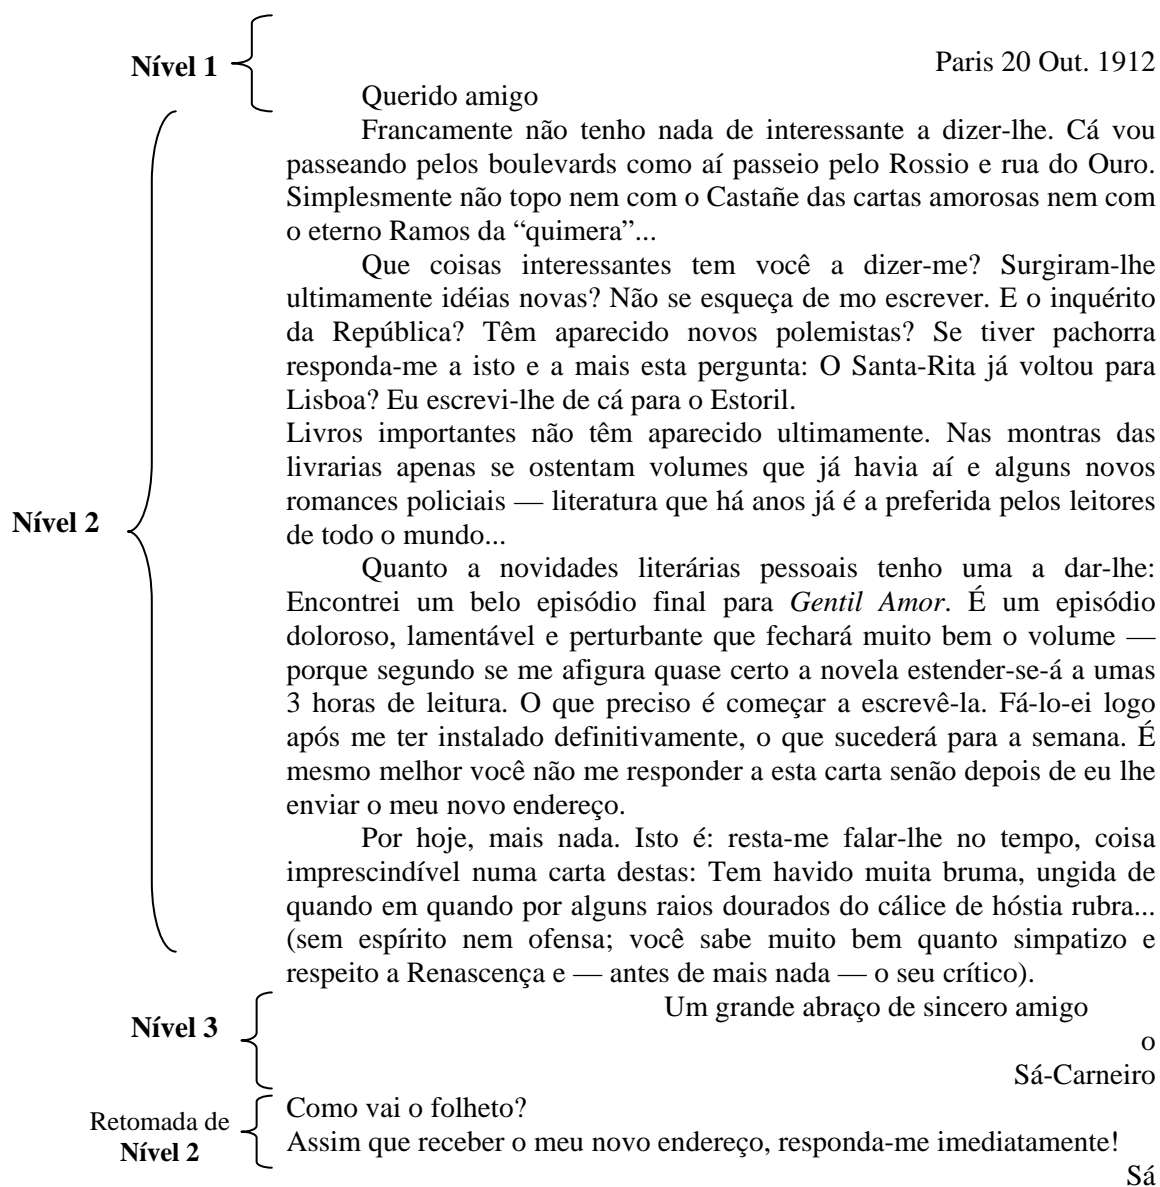 Nível 1
Paris 20 Out. 1912
Querido amigo
Francamente não tenho nada de interessante a dizer-lhe. Cá vou
passeando pelos boulevards como aí passeio pelo Rossio e rua do Ouro.
Simplesmente não topo nem com o Castañe das cartas amorosas nem com
o eterno Ramos da “quimera”...
Que coisas interessantes tem você a dizer-me? Surgiram-lhe
ultimamente idéias novas? Não se esqueça de mo escrever. E o inquérito
da República? Têm aparecido novos polemistas? Se tiver pachorra
responda-me a isto e a mais esta pergunta: O Santa-Rita já voltou para
Lisboa? Eu escrevi-lhe de cá para o Estoril.
Livros importantes não têm aparecido ultimamente. Nas montras das
livrarias apenas se ostentam volumes que já havia aí e alguns novos
romances policiais — literatura que há anos já é a preferida pelos leitores
Nível 2
de todo o mundo...
Quanto a novidades literárias pessoais tenho uma a dar-lhe:
Encontrei um belo episódio final para Gentil Amor. É um episódio
doloroso, lamentável e perturbante que fechará muito bem o volume —
porque segundo se me afigura quase certo a novela estender-se-á a umas
3 horas de leitura. O que preciso é começar a escrevê-la. Fá-lo-ei logo
após me ter instalado definitivamente, o que sucederá para a semana. É
mesmo melhor você não me responder a esta carta senão depois de eu lhe
enviar o meu novo endereço.
Por hoje, mais nada. Isto é: resta-me falar-lhe no tempo, coisa
imprescindível numa carta destas: Tem havido muita bruma, ungida de
quando em quando por alguns raios dourados do cálice de hóstia rubra...
(sem espírito nem ofensa; você sabe muito bem quanto simpatizo e
respeito a Renascença e — antes de mais nada — o seu crítico).
Um grande abraço de sincero amigo
Nível 3
o
Sá-Carneiro
Como vai o folheto?
Retomada de
Nível 2
Assim que receber o meu novo endereço, responda-me imediatamente!
Sá